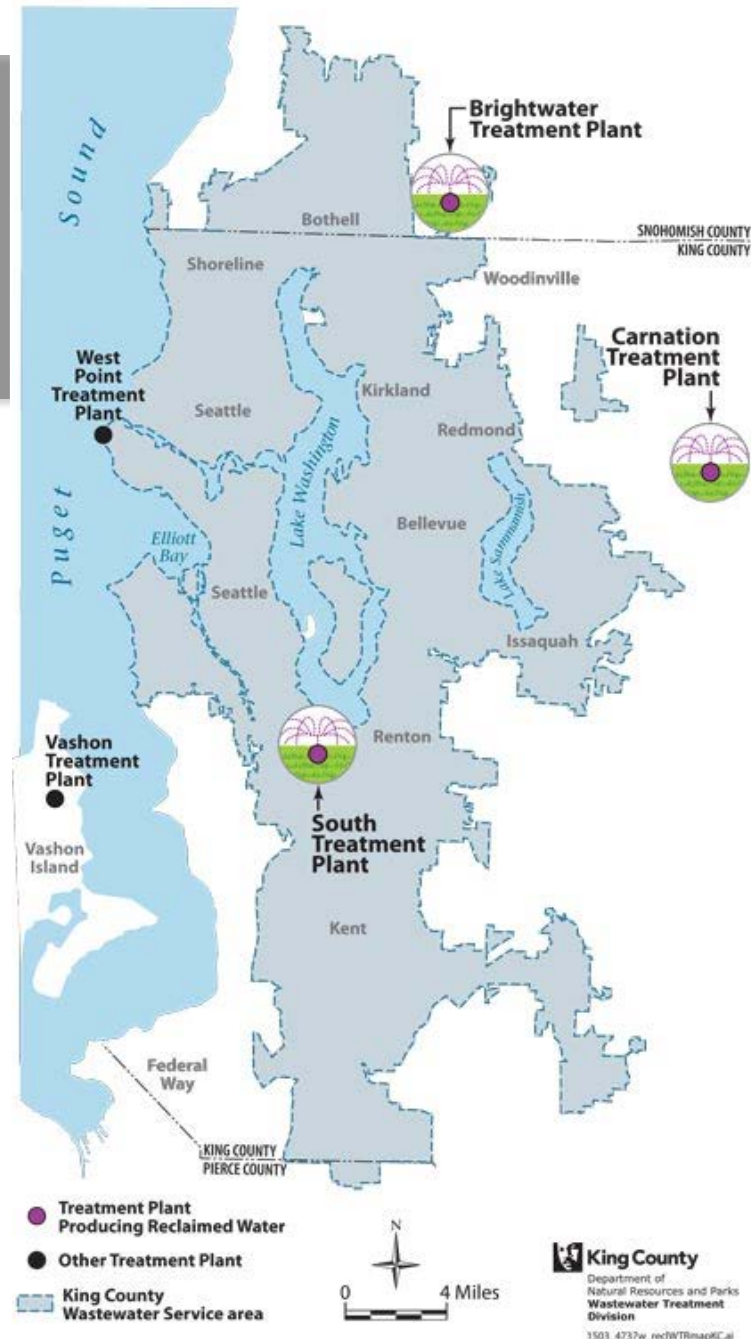 Brightwater
Treatment Plant
Sound
Bothell
SNOHOMISH COUNTY
KING COUNTY
Shoreline
Woodinville
Carnation
Treatment
Plant
West
Point
Treatment
Plant
Kirkland
Seattle
Redmond
Lake Washington
Puget
Bellevue
Lake Sammamish
Elliott
Bay
Seattle
Issaquah
Renton
Vashon
Treatment
Plant
South
Treatment
Plant
Vashon
Island
Kent
Federal
Way
KING COUNTY
PIERCE COUNTY
Treatment Plant
Producing Reclaimed Water
Other Treatment Plant
King County
Wastewater Service area
N
0 4 Miles
King County
Department of
Natural Resources and Parks
Wastewater Treatment
Division
1503_4737w_reclWTRmapKC.ai